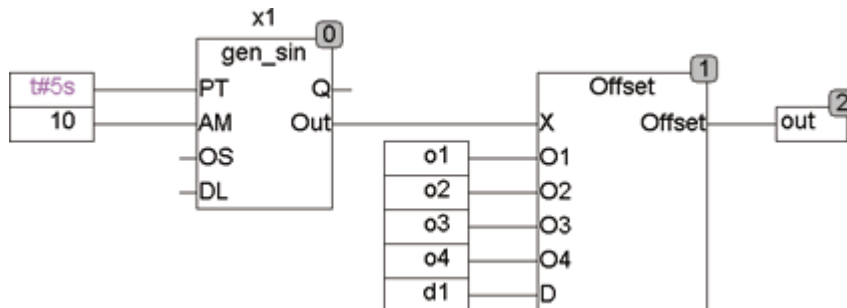 x1
0
gen_sin
t#5s PT Q
10 AM Out
OS
DL
1
Offset
X Offset
o1 O1
o2 O2
o3 O3
o4 O4
d1 D
2
out